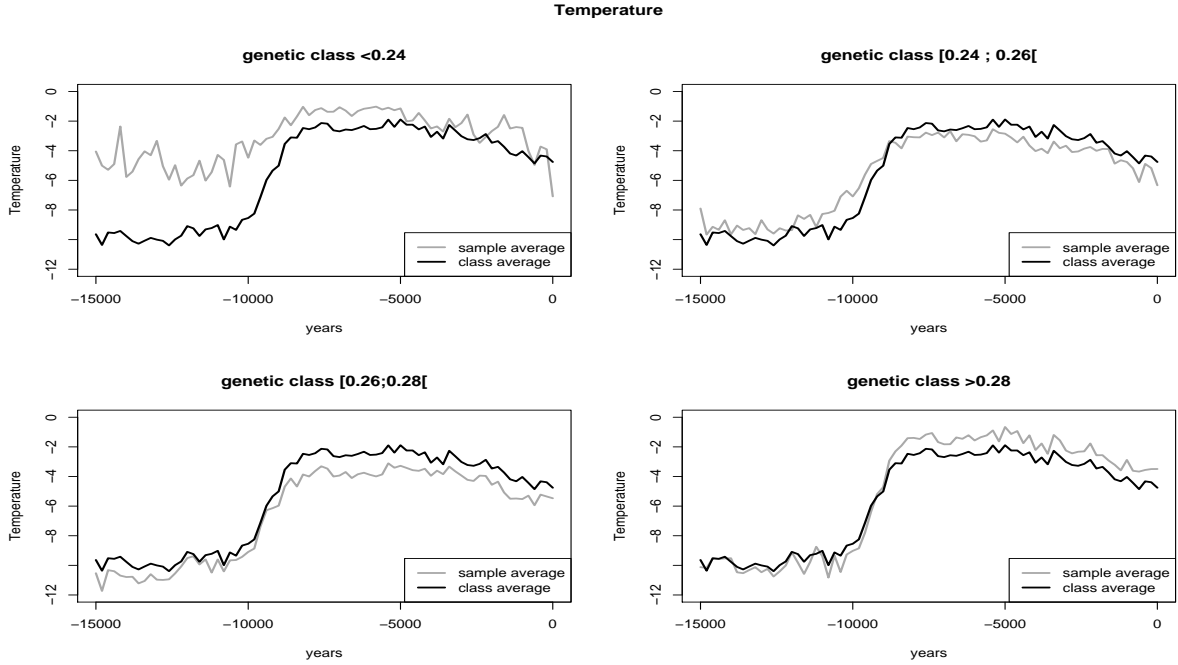 Temperature
genetic class <0.24
0
−2
−4
−6
−8
−12
Temperature
−15000 −10000 −5000 0
years
sample average
class average
genetic class [0.24 ; 0.26[
0
−2
−4
−6
−8
−12
Temperature
−15000 −10000 −5000 0
years
sample average
class average
genetic class [0.26;0.28[
0
−2
−4
−6
−8
−12
Temperature
−15000 −10000 −5000 0
years
sample average
class average
genetic class >0.28
0
−2
−4
−6
−8
−12
Temperature
−15000 −10000 −5000 0
years
sample average
class average